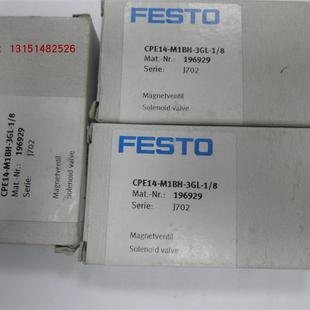 : 13151482526
FESTO
CPE14-M1BH-3GL-1/8
Mat.-Nr.: 196929
Serie: J702
Magnetventil
Solenoid valve
CPE14-M1BH-3GL-1/8
Mat.-Nr.: 196929
Serie: J702
Magnetventil
Solenoid valve
FESTO
CPE14-M1BH-3GL-1/8
Mat.-Nr.: 196929
Serie: J702
Magnetventil
Solenoid valve